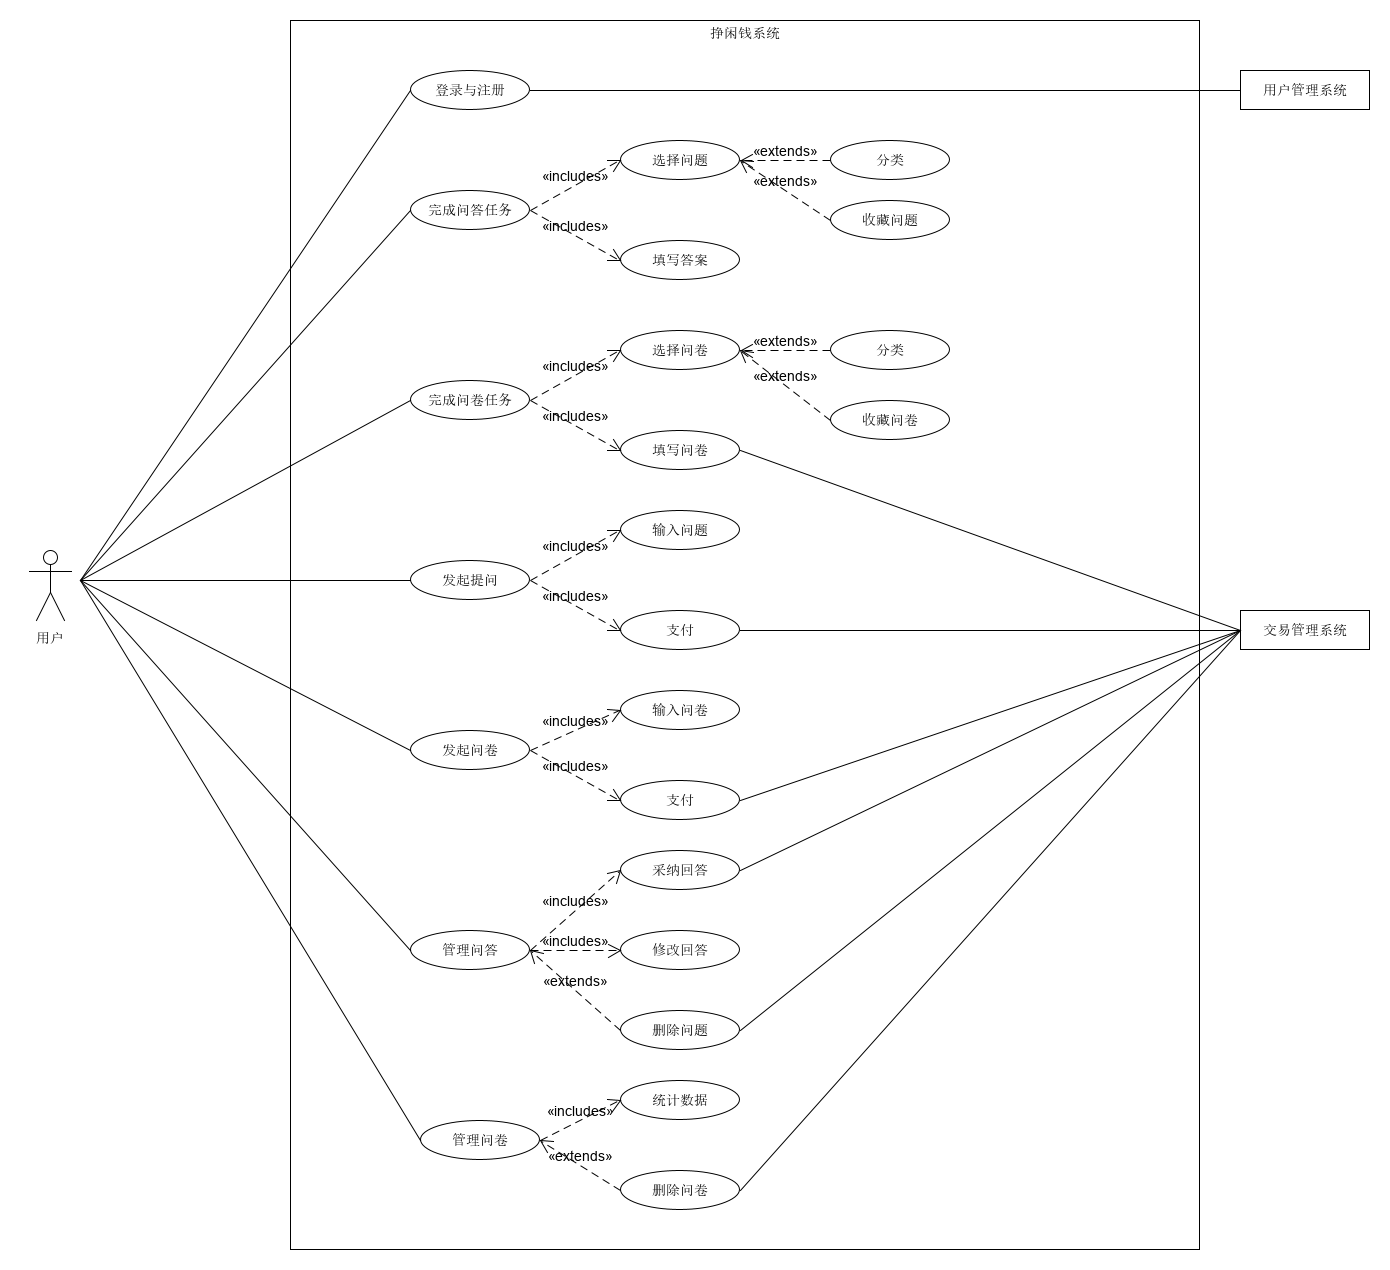 挣闲钱系统
登录与注册
用户管理系统
选择问题
«extends»
分类
«includes»
«extends»
完成问答任务
收藏问题
«includes»
填写答案
选择问卷
«extends»
分类
«includes»
«extends»
完成问卷任务
收藏问卷
«includes»
填写问卷
输入问题
«includes»
发起提问
«includes»
支付
用户
交易管理系统
输入问卷
«includes»
发起问卷
«includes»
支付
采纳回答
«includes»
管理问答
«includes»
修改回答
«extends»
删除问题
统计数据
«includes»
管理问卷
«extends»
删除问卷